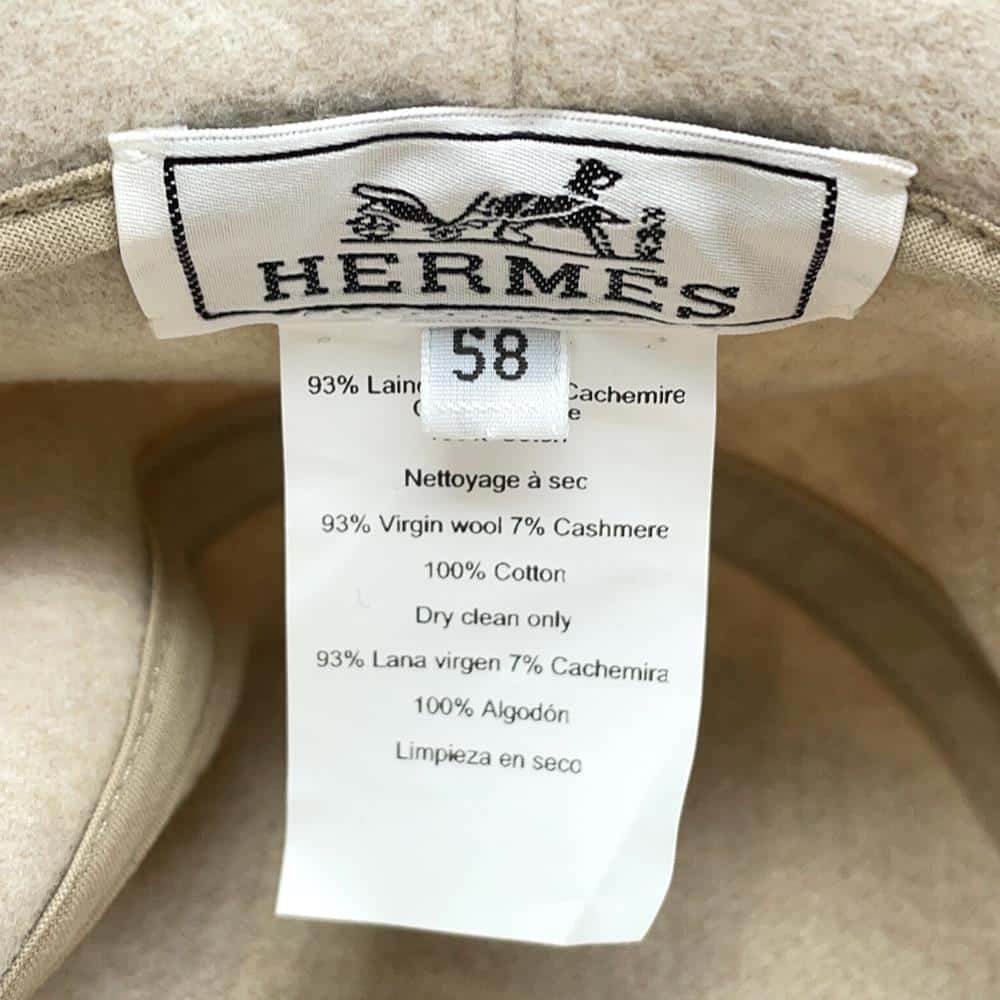 HERMÈS
58
93% Cachemire
Nettoyage à sec
93% Virgin wool 7% Cashmere
100% Cotton
Dry clean only
93% Lana virgen 7% Cachemira
100% Algodón
Limpieza en seco